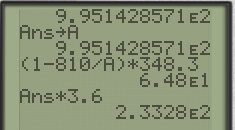 9.951428571ᴇ2
Ans→A
9.951428571ᴇ2
(1-810/A)*348.3
6.48ᴇ1
Ans*3.6
2.3328ᴇ2